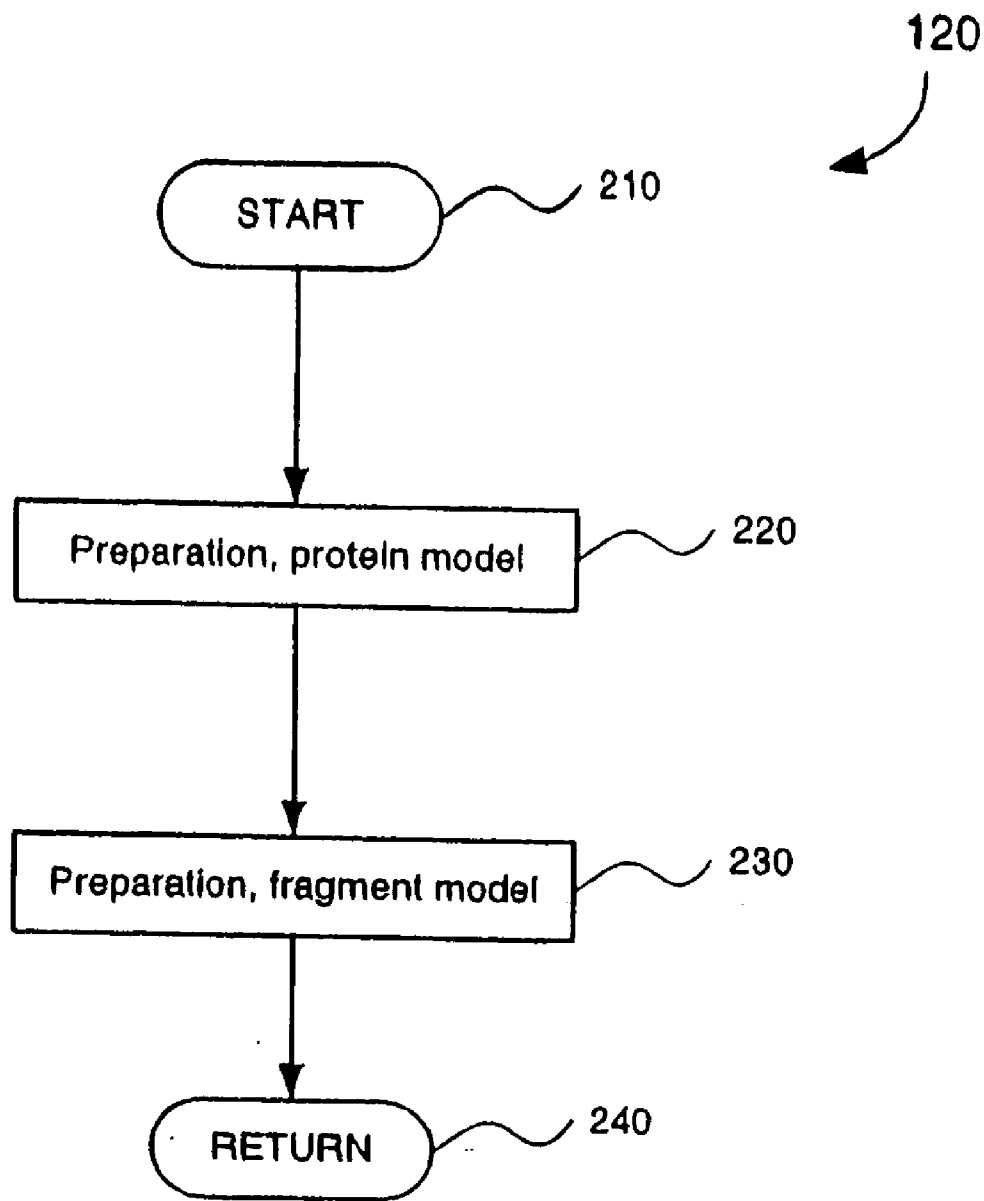 120
START
210
Preparation, protein model
220
Preparation, fragment model
230
RETURN
240